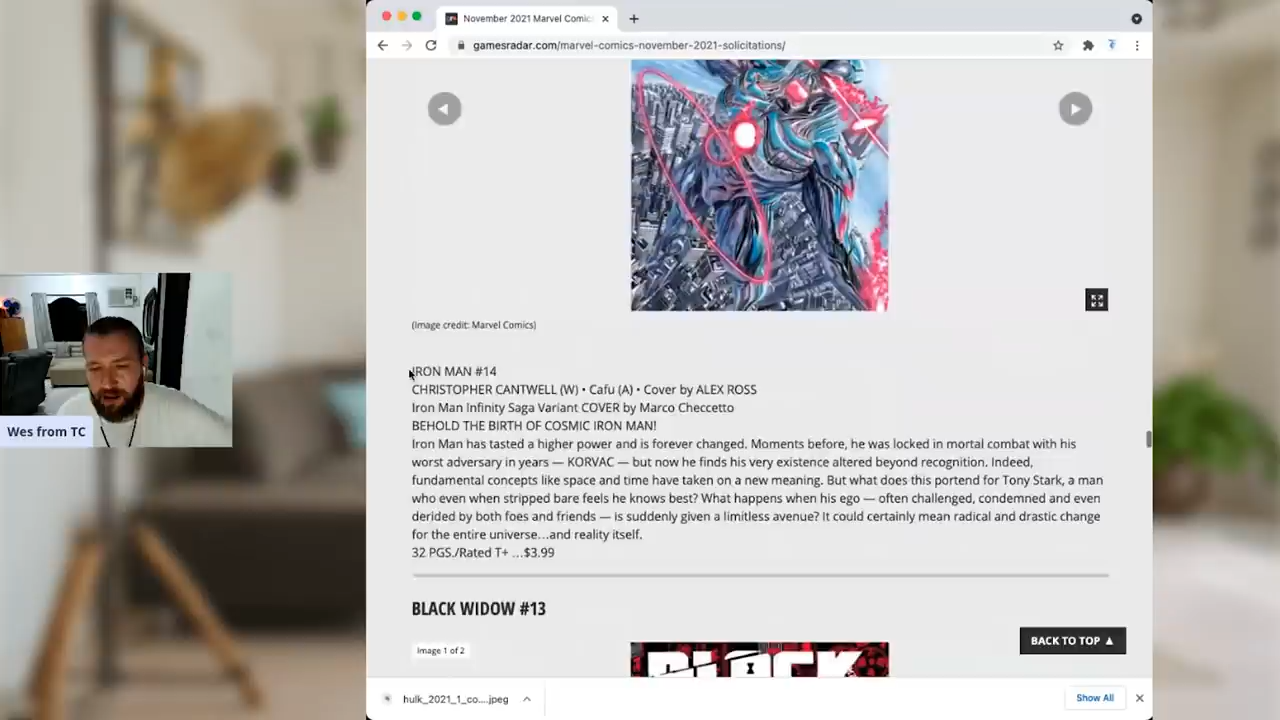 November 2021 Marvel Comic
gamesradar.com/marvel-comics-november-2021-solicitations/
(Image credit: Marvel Comics)
IRON MAN #14
CHRISTOPHER CANTWELL (W) • Cafu (A) • Cover by ALEX ROSS
Iron Man Infinity Saga Variant COVER by Marco Checcetto
BEHOLD THE BIRTH OF COSMIC IRON MAN!
Iron Man has tasted a higher power and is forever changed. Moments before, he was locked in mortal combat with his
worst adversary in years — KORVAC — but now he finds his very existence altered beyond recognition. Indeed,
fundamental concepts like space and time have taken on a new meaning. But what does this portend for Tony Stark, a man
who even when stripped bare feels he knows best? What happens when his ego — often challenged, condemned and even
derided by both foes and friends — is suddenly given a limitless avenue? It could certainly mean radical and drastic change
for the entire universe…and reality itself.
32 PGS./Rated T+ …$3.99
Wes from TC
BLACK WIDOW #13
BACK TO TOP ▲
Image 1 of 2
BLACK
hulk_2021_1_co....jpeg
Show All